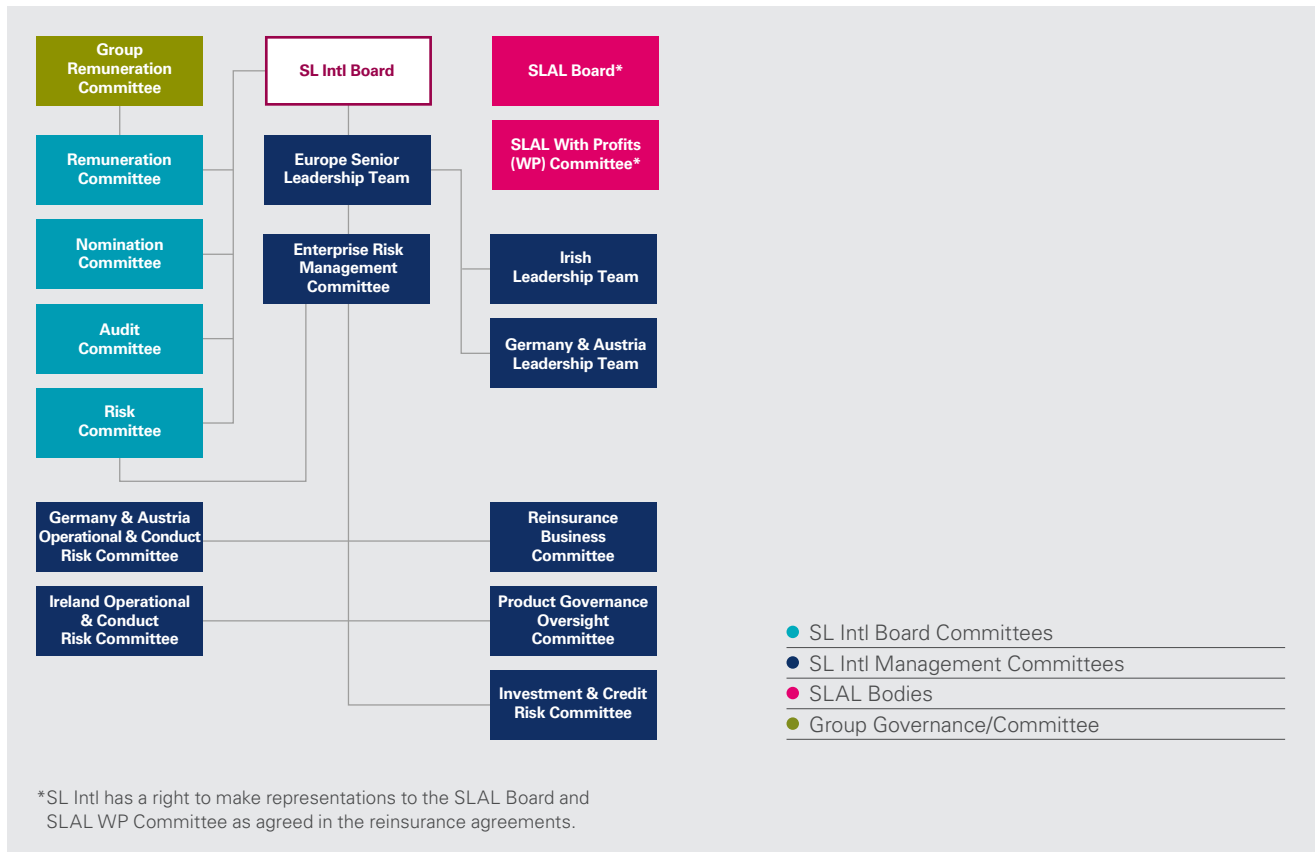 Group
Remuneration
Committee
SL Intl Board
SLAL Board*
Remuneration
Committee
Europe Senior
Leadership Team
SLAL With Profits
(WP) Committee*
Nomination
Committee
Enterprise Risk
Management
Committee
Irish
Leadership Team
Audit
Committee
Germany & Austria
Leadership Team
Risk
Committee
Germany & Austria
Operational & Conduct
Risk Committee
Reinsurance
Business
Committee
Ireland Operational
& Conduct
Risk Committee
Product Governance
Oversight
Committee
Investment & Credit
Risk Committee
SL Intl Board Committees
SL Intl Management Committees
SLAL Bodies
Group Governance/Committee
*SL Intl has a right to make representations to the SLAL Board and
SLAL WP Committee as agreed in the reinsurance agreements.